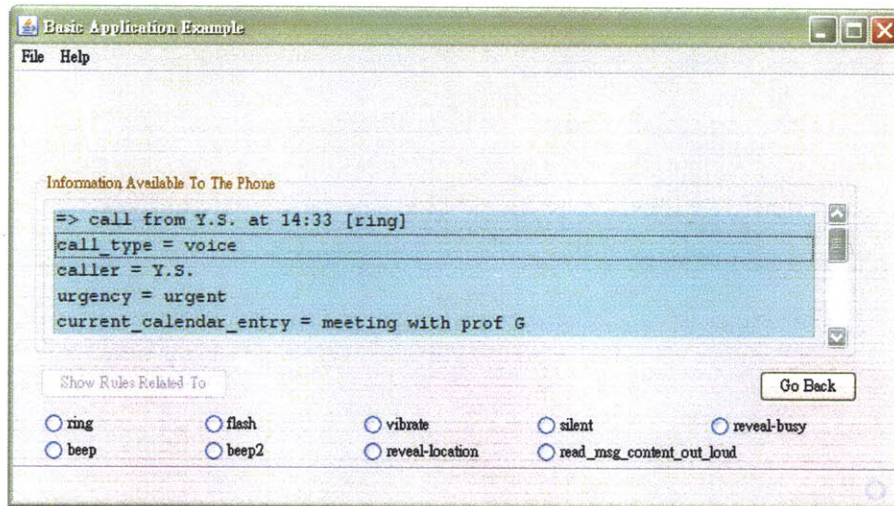 Basic Application Example
File Help
Information Available To The Phone
=> call from Y.S. at 14:33 [ring]
call_type = voice
caller = Y.S.
urgency = urgent
current_calendar_entry = meeting with prof G
Show Rules Related To
Go Back
ring flash vibrate silent reveal-busy
beep beep2 reveal-location read_msg_content_out_loud